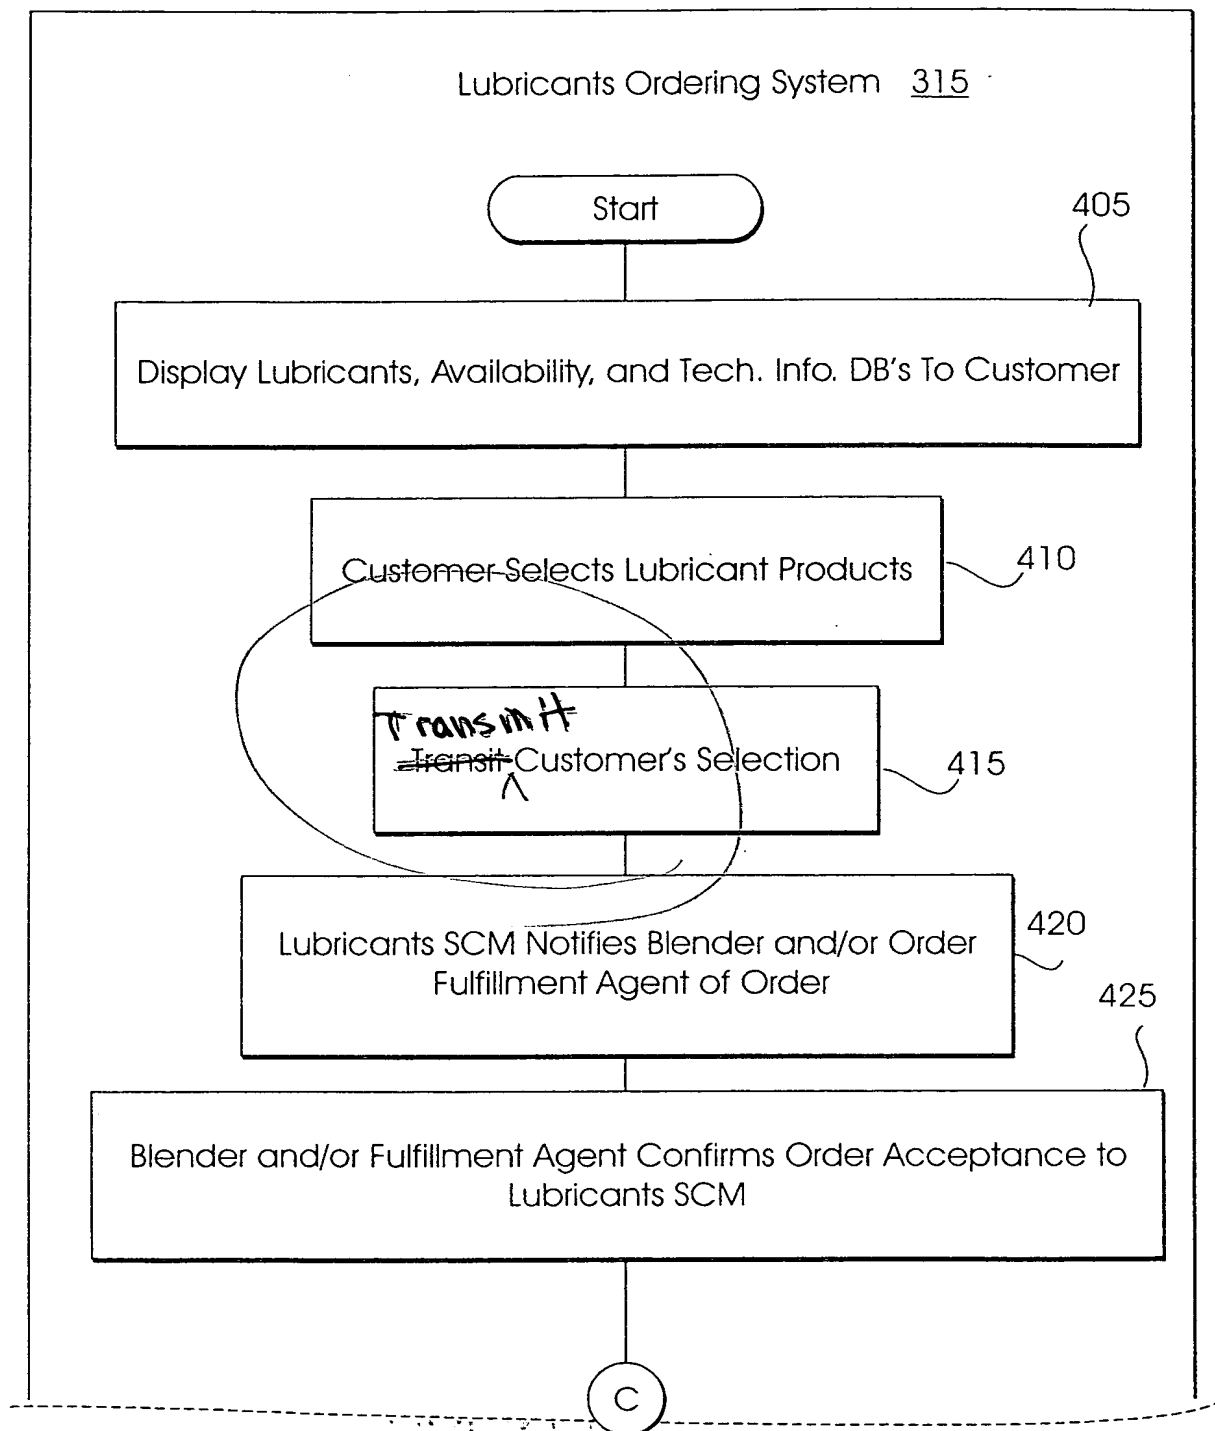 Lubricants Ordering System 315
Start
405
Display Lubricants, Availability, and Tech. Info. DB's To Customer
Customer Selects Lubricant Products
410
Transmit
Transit Customer's Selection
415
Lubricants SCM Notifies Blender and/or Order
Fulfillment Agent of Order
420
425
Blender and/or Fulfillment Agent Confirms Order Acceptance to
Lubricants SCM
C